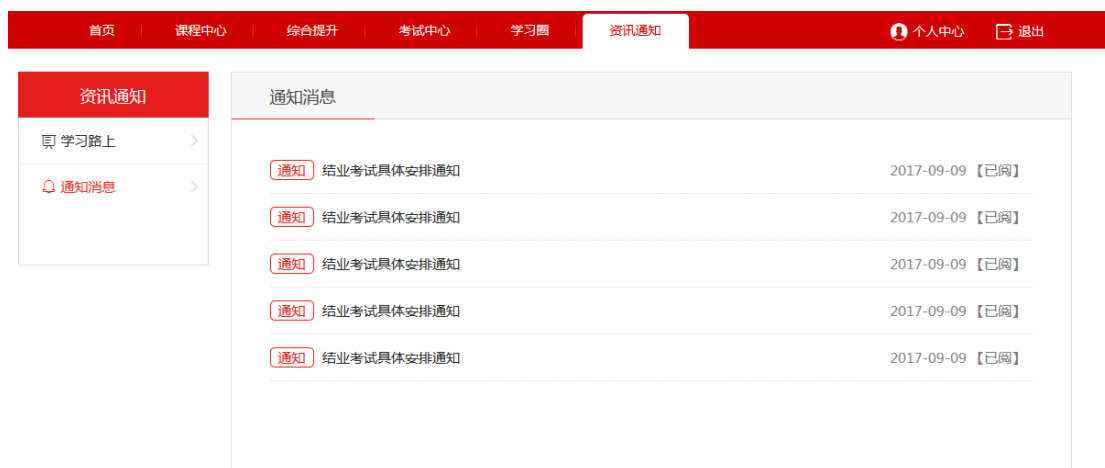 首页 课程中心 综合提升 考试中心 学习圈 资讯通知 个人中心 退出
资讯通知
学习路上
通知消息
通知消息
通知 结业考试具体安排通知 2017-09-09 【已阅】
通知 结业考试具体安排通知 2017-09-09 【已阅】
通知 结业考试具体安排通知 2017-09-09 【已阅】
通知 结业考试具体安排通知 2017-09-09 【已阅】
通知 结业考试具体安排通知 2017-09-09 【已阅】